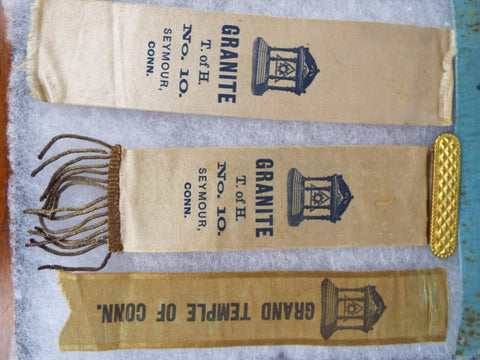 GRANITE
T. of H.
No. 10.
SEYMOUR,
CONN.
GRANITE
T. of H.
No. 10.
SEYMOUR,
CONN.
GRAND TEMPLE OF CONN.